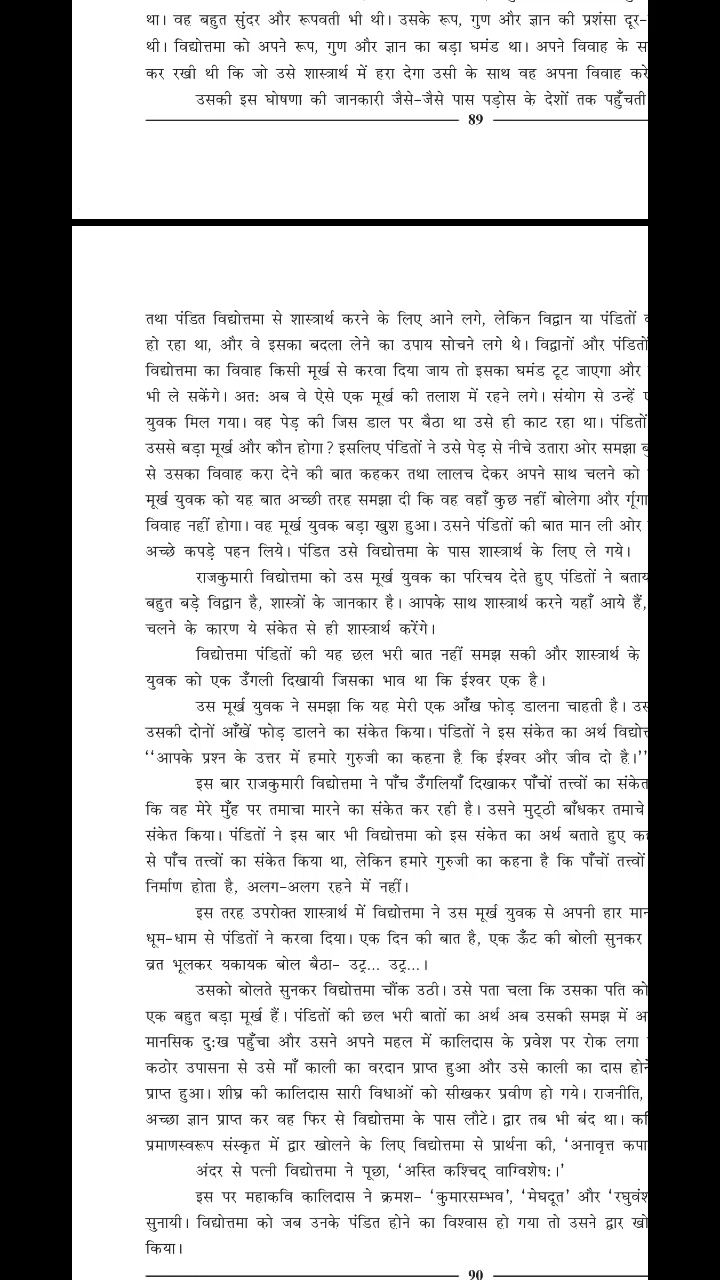 था। वह बहुत सुंदर और रूपवती भी थी। उसके रूप, गुण और ज्ञान की प्रशंसा दूर–
थी। विद्योत्तमा को अपने रूप, गुण और ज्ञान का बड़ा घमंड था। अपने विवाह के स
कर रखी थी कि जो उसे शास्त्रार्थ में हरा देगा उसी के साथ वह अपना विवाह करे
उसकी इस घोषणा की जानकारी जैसे–जैसे पास पड़ोस के देशों तक पहुँचती
89
तथा पंडित विद्योत्तमा से शास्त्रार्थ करने के लिए आने लगे, लेकिन विद्वान या पंडितों
हो रहा था, और वे इसका बदला लेने का उपाय सोचने लगे थे। विद्वानों और पंडितों
विद्योत्तमा का विवाह किसी मूर्ख से करवा दिया जाय तो इसका घमंड टूट जाएगा और
भी ले सकेंगे। अत: अब वे ऐसे एक मूर्ख की तलाश में रहने लगे। संयोग से उन्हें
युवक मिल गया। वह पेड़ की जिस डाल पर बैठा था उसे ही काट रहा था। पंडितों
उससे बड़ा मूर्ख और कौन होगा? इसलिए पंडितों ने उसे पेड़ से नीचे उतारा ओर समझा
से उसका विवाह करा देने की बात कहकर तथा लालच देकर अपने साथ चलने को
मूर्ख युवक को यह बात अच्छी तरह समझा दी कि वह वहाँ कुछ नहीं बोलेगा और गूंगा
विवाह नहीं होगा। वह मूर्ख युवक बड़ा खुश हुआ। उसने पंडितों की बात मान ली ओर
अच्छे कपड़े पहन लिये। पंडित उसे विद्योत्तमा के पास शास्त्रार्थ के लिए ले गये।
राजकुमारी विद्योत्तमा को उस मूर्ख युवक का परिचय देते हुए पंडितों ने बताय
बहुत बड़े विद्वान है, शास्त्रों के जानकार है। आपके साथ शास्त्रार्थ करने यहाँ आये हैं,
चलने के कारण ये संकेत से ही शास्त्रार्थ करेंगे।
विद्योत्तमा पंडितों की यह छल भरी बात नहीं समझ सकी और शास्त्रार्थ के
युवक को एक उँगली दिखायी जिसका भाव था कि ईश्वर एक है।
उस मूर्ख युवक ने समझा कि यह मेरी एक आँख फोड़ डालना चाहती है। उस
उसकी दोनों आँखें फोड़ डालने का संकेत किया। पंडितों ने इस संकेत का अर्थ विद्योत्त
‘‘आपके प्रश्न के उत्तर में हमारे गुरुजी का कहना है कि ईश्वर और जीव दो है।’’
इस बार राजकुमारी विद्योत्तमा ने पाँच उँगलियाँ दिखाकर पाँचों तत्त्वों का संकेत
कि वह मेरे मुँह पर तमाचा मारने का संकेत कर रही है। उसने मुट्ठी बाँधकर तमाचे
संकेत किया। पंडितों ने इस बार भी विद्योत्तमा को इस संकेत का अर्थ बताते हुए कह
से पाँच तत्त्वों का संकेत किया था, लेकिन हमारे गुरुजी का कहना है कि पाँचों तत्त्वों
निर्माण होता है, अलग–अलग रहने में नहीं।
इस तरह उपरोक्त शास्त्रार्थ में विद्योत्तमा ने उस मूर्ख युवक से अपनी हार मान
धूम–धाम से पंडितों ने करवा दिया। एक दिन की बात है, एक ऊँट की बोली सुनकर
व्रत भूलकर यकायक बोल बैठा– उट्र... उट्र...।
उसको बोलते सुनकर विद्योत्तमा चौंक उठी। उसे पता चला कि उसका पति को
एक बहुत बड़ा मूर्ख हैं। पंडितों की छल भरी बातों का अर्थ अब उसकी समझ में अ
मानसिक दु:ख पहुँचा और उसने अपने महल में कालिदास के प्रवेश पर रोक लगा
कठोर उपासना से उसे माँ काली का वरदान प्राप्त हुआ और उसे काली का दास होने
प्राप्त हुआ। शीघ्र की कालिदास सारी विधाओं को सीखकर प्रवीण हो गये। राजनीति,
अच्छा ज्ञान प्राप्त कर वह फिर से विद्योत्तमा के पास लौटे। द्वार तब भी बंद था। कि
प्रमाणस्वरूप संस्कृत में द्वार खोलने के लिए विद्योत्तमा से प्रार्थना की, ‘अनावृत्त कपा
अंदर से पत्नी विद्योत्तमा ने पूछा, ‘अस्ति कश्चिद् वाग्विशेष:।’
इस पर महाकवि कालिदास ने क्रमश– ‘कुमारसम्भव’, ‘मेघदूत’ और ‘रघुवंश
सुनायी। विद्योत्तमा को जब उनके पंडित होने का विश्वास हो गया तो उसने द्वार खो
किया।
90